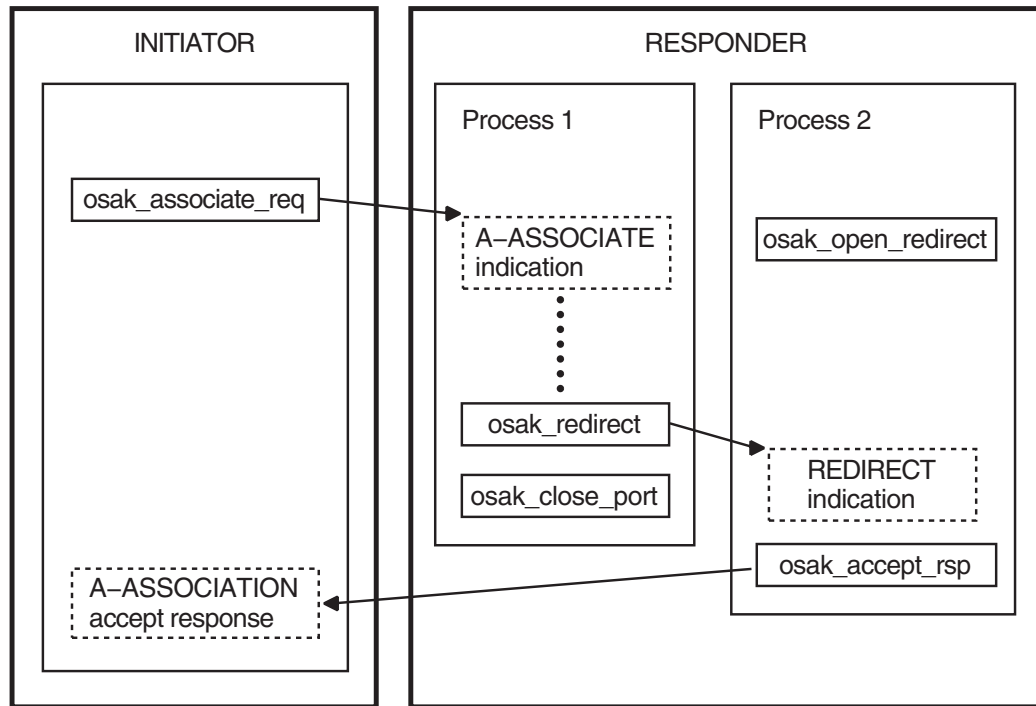 INITIATOR
osak_associate_req
A–ASSOCIATION
accept response
RESPONDER
Process 1
A–ASSOCIATE
indication
osak_redirect
osak_close_port
Process 2
osak_open_redirect
REDIRECT
indication
osak_accept_rsp